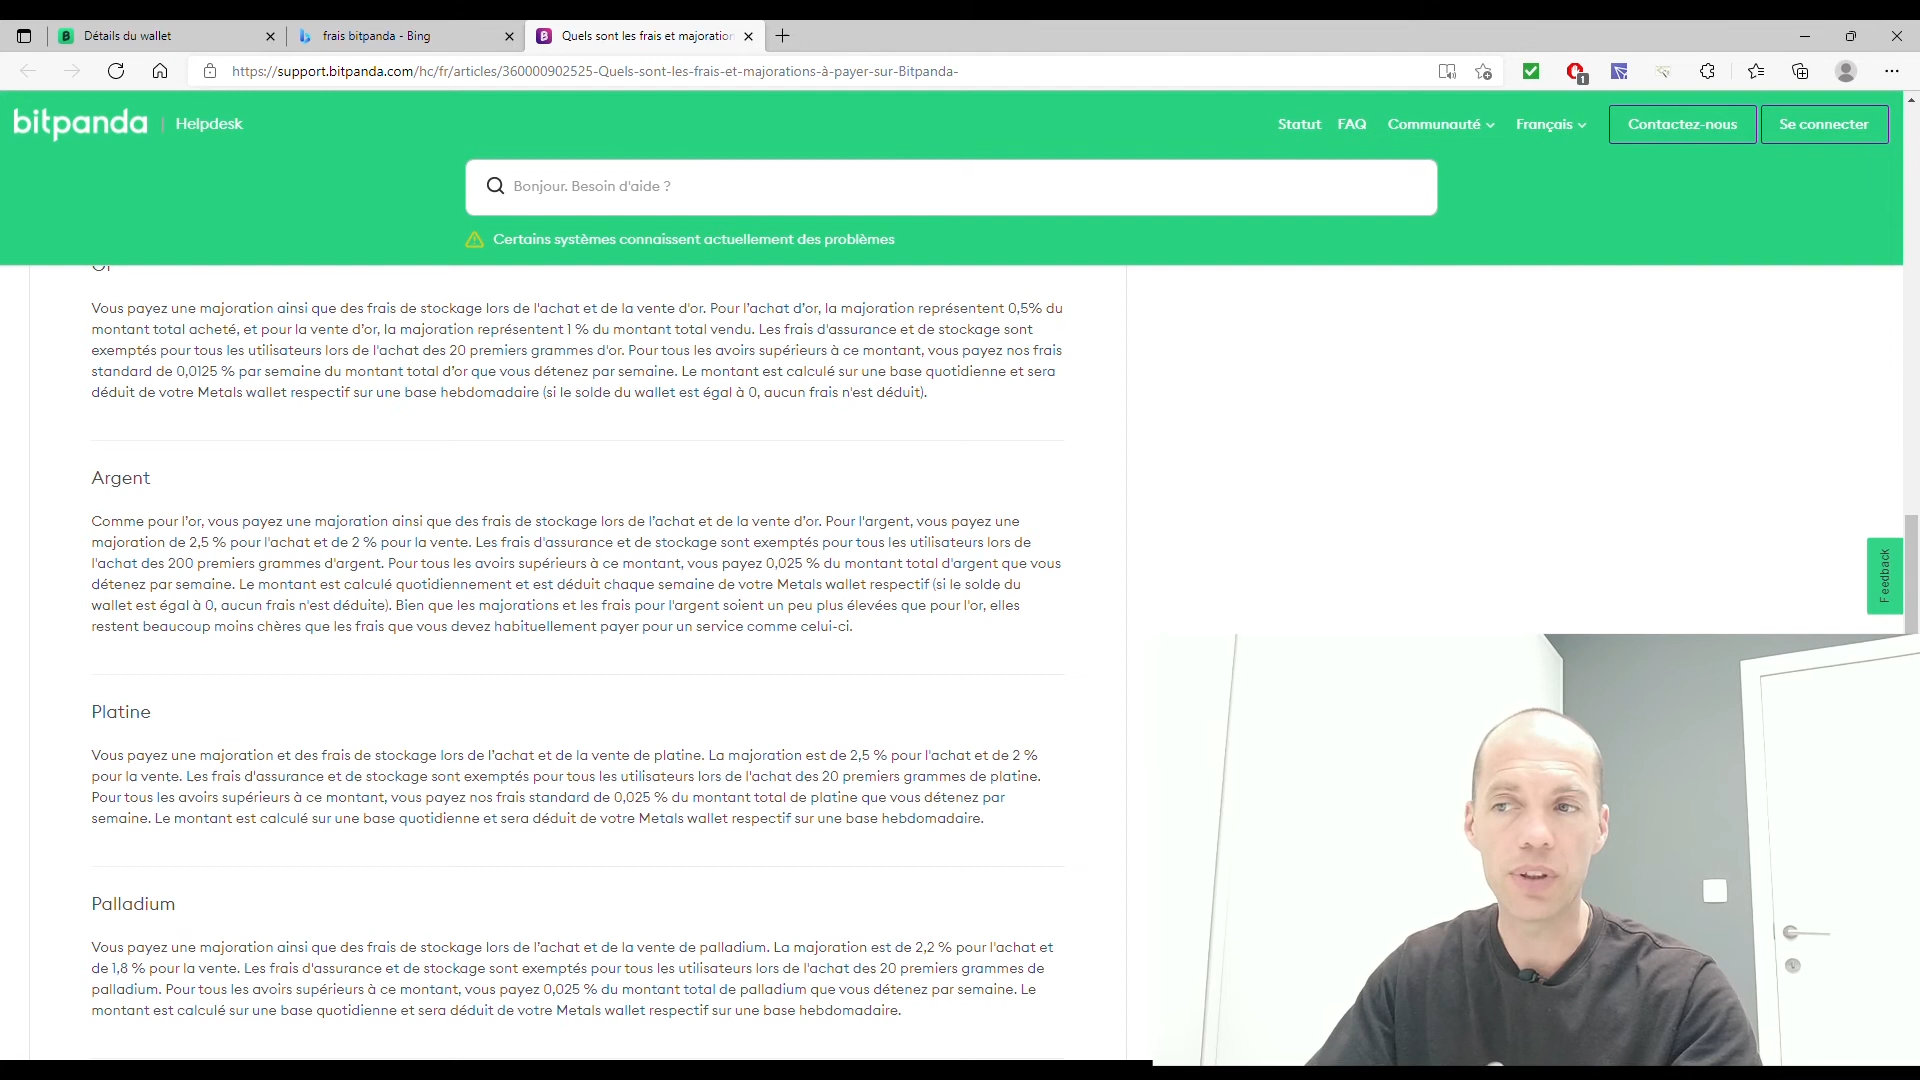 Détails du wallet
frais bitpanda - Bing
Quels sont les frais et majoration
https://support.bitpanda.com/hc/fr/articles/360000902525-Quels-sont-les-frais-et-majorations-à-payer-sur-Bitpanda-
1
bitpanda
Helpdesk
Statut
FAQ
Communauté
Français
Contactez-nous
Se connecter
Bonjour. Besoin d'aide ?
Certains systèmes connaissent actuellement des problèmes
Vous payez une majoration ainsi que des frais de stockage lors de l'achat et de la vente d'or. Pour l'achat d'or, la majoration représentent 0,5% du
montant total acheté, et pour la vente d'or, la majoration représentent 1 % du montant total vendu. Les frais d'assurance et de stockage sont
exemptés pour tous les utilisateurs lors de l'achat des 20 premiers grammes d'or. Pour tous les avoirs supérieurs à ce montant, vous payez nos frais
standard de 0,0125 % par semaine du montant total d'or que vous détenez par semaine. Le montant est calculé sur une base quotidienne et sera
déduit de votre Metals wallet respectif sur une base hebdomadaire (si le solde du wallet est égal à 0, aucun frais n'est déduit).
Argent
Comme pour l'or, vous payez une majoration ainsi que des frais de stockage lors de l'achat et de la vente d'or. Pour l'argent, vous payez une
majoration de 2,5 % pour l'achat et de 2 % pour la vente. Les frais d'assurance et de stockage sont exemptés pour tous les utilisateurs lors de
l'achat des 200 premiers grammes d'argent. Pour tous les avoirs supérieurs à ce montant, vous payez 0,025 % du montant total d'argent que vous
détenez par semaine. Le montant est calculé quotidiennement et est déduit chaque semaine de votre Metals wallet respectif (si le solde du
wallet est égal à 0, aucun frais n'est déduite). Bien que les majorations et les frais pour l'argent soient un peu plus élevées que pour l'or, elles
restent beaucoup moins chères que les frais que vous devez habituellement payer pour un service comme celui-ci.
Platine
Vous payez une majoration et des frais de stockage lors de l'achat et de la vente de platine. La majoration est de 2,5 % pour l'achat et de 2 %
pour la vente. Les frais d'assurance et de stockage sont exemptés pour tous les utilisateurs lors de l'achat des 20 premiers grammes de platine.
Pour tous les avoirs supérieurs à ce montant, vous payez nos frais standard de 0,025 % du montant total de platine que vous détenez par
semaine. Le montant est calculé sur une base quotidienne et sera déduit de votre Metals wallet respectif sur une base hebdomadaire.
Palladium
Vous payez une majoration ainsi que des frais de stockage lors de l'achat et de la vente de palladium. La majoration est de 2,2 % pour l'achat et
de 1,8 % pour la vente. Les frais d'assurance et de stockage sont exemptés pour tous les utilisateurs lors de l'achat des 20 premiers grammes de
palladium. Pour tous les avoirs supérieurs à ce montant, vous payez 0,025 % du montant total de palladium que vous détenez par semaine. Le
montant est calculé sur une base quotidienne et sera déduit de votre Metals wallet respectif sur une base hebdomadaire.
Feedback